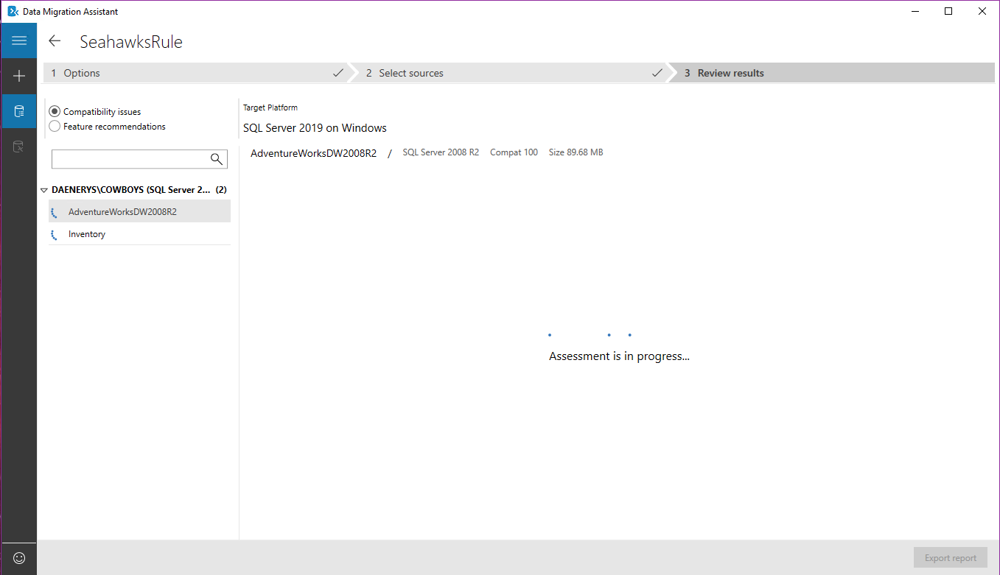 Data Migration Assistant
SeahawksRule
1 Options
2 Select sources
3 Review results
Compatibility issues
Feature recommendations
DAENERYS\COWBOYS (SQL Server 2... (2)
AdventureWorksDW2008R2
Inventory
Target Platform
SQL Server 2019 on Windows
AdventureWorksDW2008R2 / SQL Server 2008 R2 Compat 100 Size 89.68 MB
Assessment is in progress...
Export report